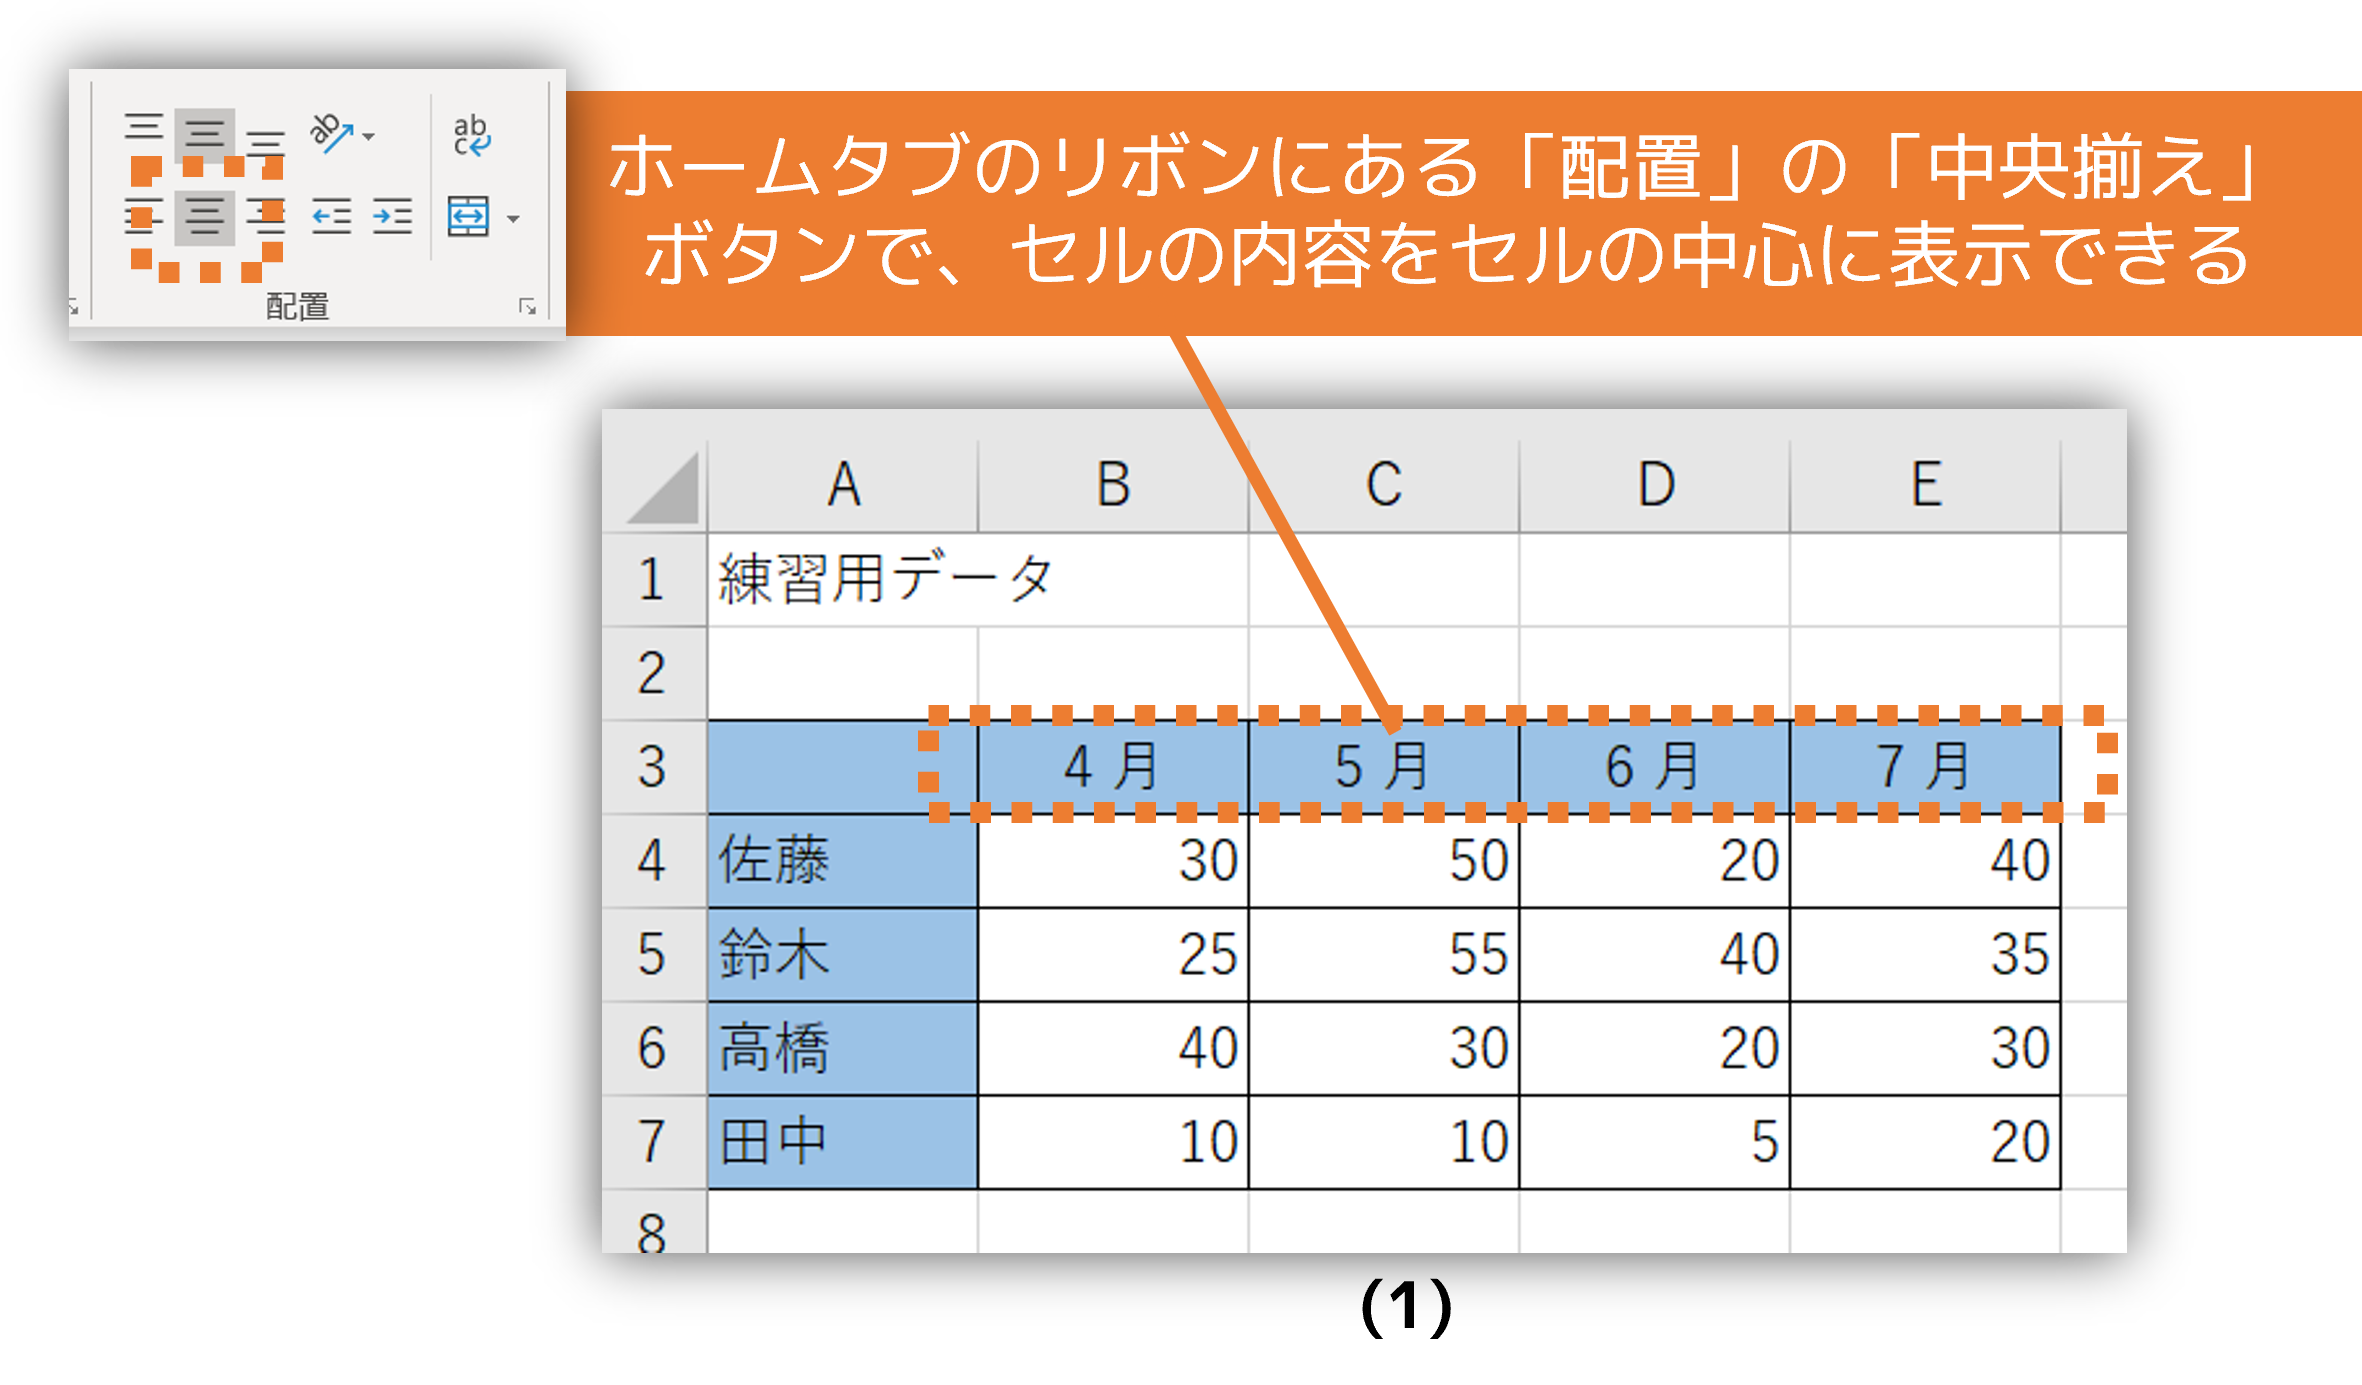 ab
ab
c
配置
ホームタブのリボンにある「配置」の「中央揃え」
ボタンで、セルの内容をセルの中心に表示できる
A B C D E
1 練習用データ
2
3 4月 5月 6月 7月
4 佐藤 30 50 20 40
5 鈴木 25 55 40 35
6 高橋 40 30 20 30
7 田中 10 10 5 20
8
(1)